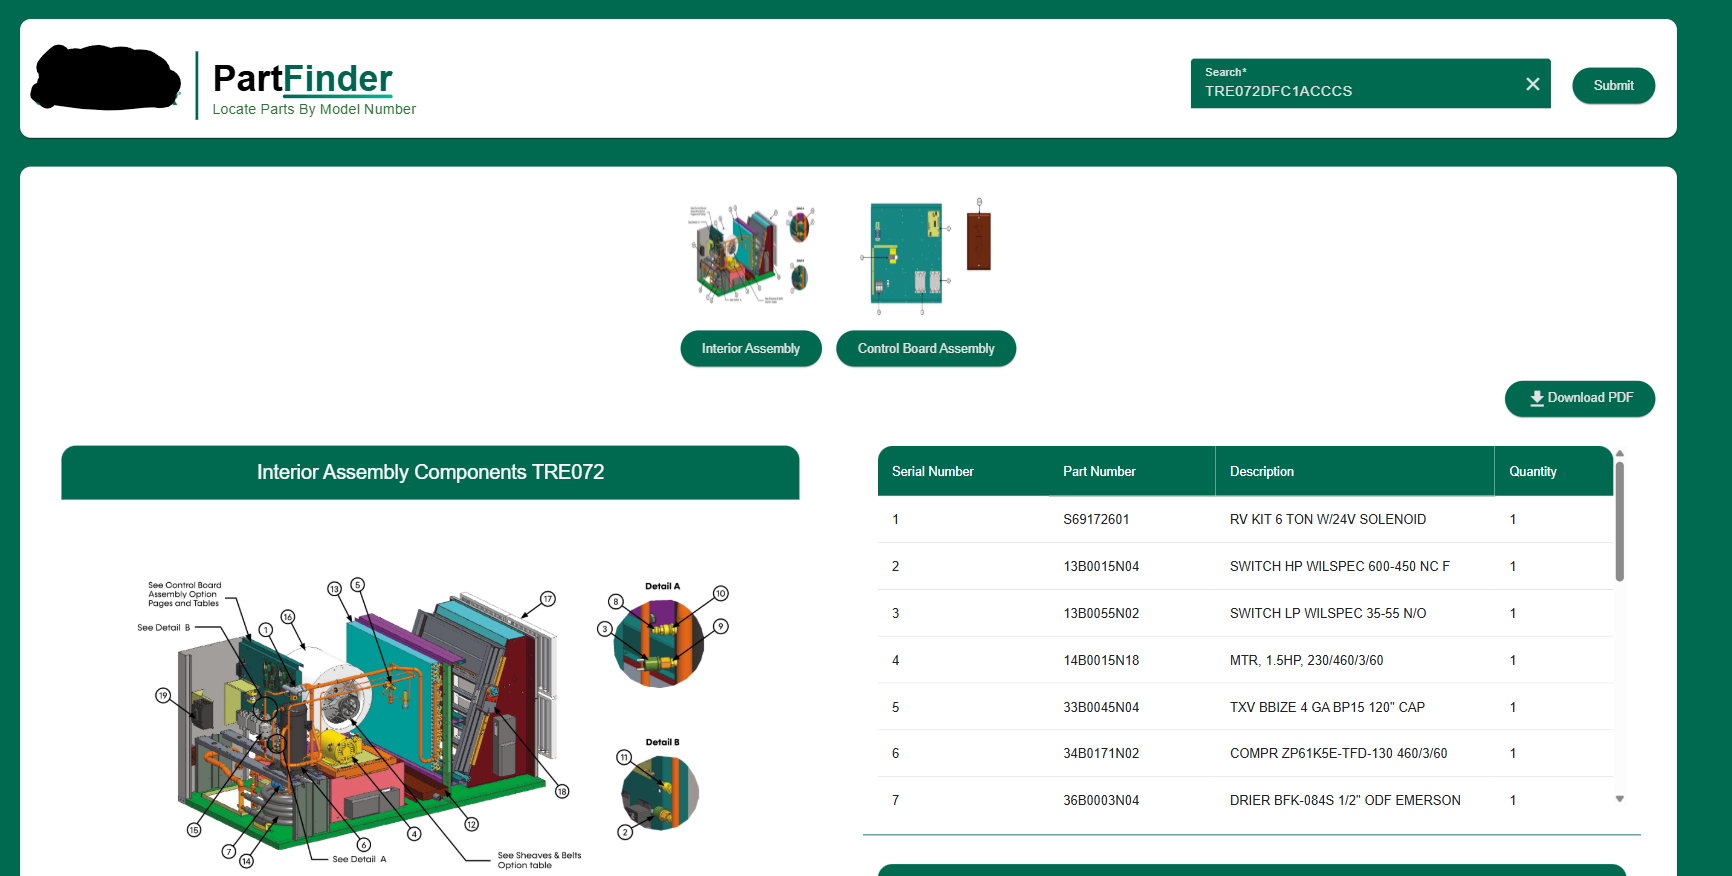 PartFinder
Locate Parts By Model Number
Search*
TRE072DFC1ACCCS
Submit
Interior Assembly
Control Board Assembly
Download PDF
Interior Assembly Components TRE072
See Control Board
Assembly Option
Pages and Tables
See Detail B
13
5
16
1
17
19
15
7
14
6
4
12
18
See Detail A
See Sheaves & Belts
Option table
Detail A
8
10
3
9
Detail B
11
2
Serial Number Part Number Description Quantity
1 S69172601 RV KIT 6 TON W/24V SOLENOID 1
2 13B0015N04 SWITCH HP WILSPEC 600-450 NC F 1
3 13B0055N02 SWITCH LP WILSPEC 35-55 N/O 1
4 14B0015N18 MTR, 1.5HP, 230/460/3/60 1
5 33B0045N04 TXV BBIZE 4 GA BP15 120" CAP 1
6 34B0171N02 COMPR ZP61K5E-TFD-130 460/3/60 1
7 36B0003N04 DRIER BFK-084S 1/2" ODF EMERSON 1